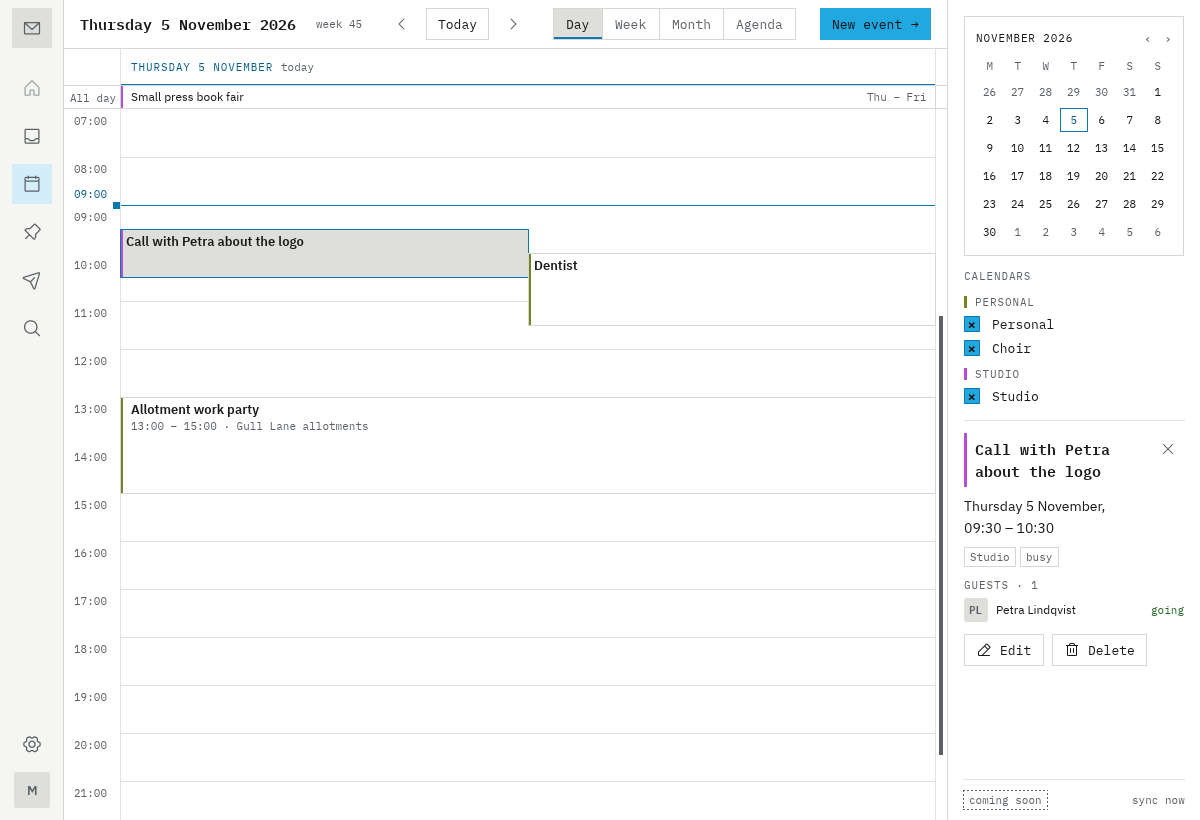 Thursday 5 November 2026
week 45
Today
Day
Week
Month
Agenda
New event →
THURSDAY 5 NOVEMBER today
All day
Small press book fair
Thu – Fri
07:00
08:00
09:00
09:00
Call with Petra about the logo
10:00
Dentist
11:00
12:00
13:00
Allotment work party
13:00 – 15:00 · Gull Lane allotments
14:00
15:00
16:00
17:00
18:00
19:00
20:00
21:00
M
NOVEMBER 2026 ‹ ›
M T W T F S S
26 27 28 29 30 31 1
2 3 4 5 6 7 8
9 10 11 12 13 14 15
16 17 18 19 20 21 22
23 24 25 26 27 28 29
30 1 2 3 4 5 6
CALENDARS
PERSONAL
Personal
Choir
STUDIO
Studio
Call with Petra
about the logo
Thursday 5 November,
09:30 – 10:30
Studio
busy
GUESTS · 1
PL
Petra Lindqvist
going
Edit
Delete
coming soon
sync now